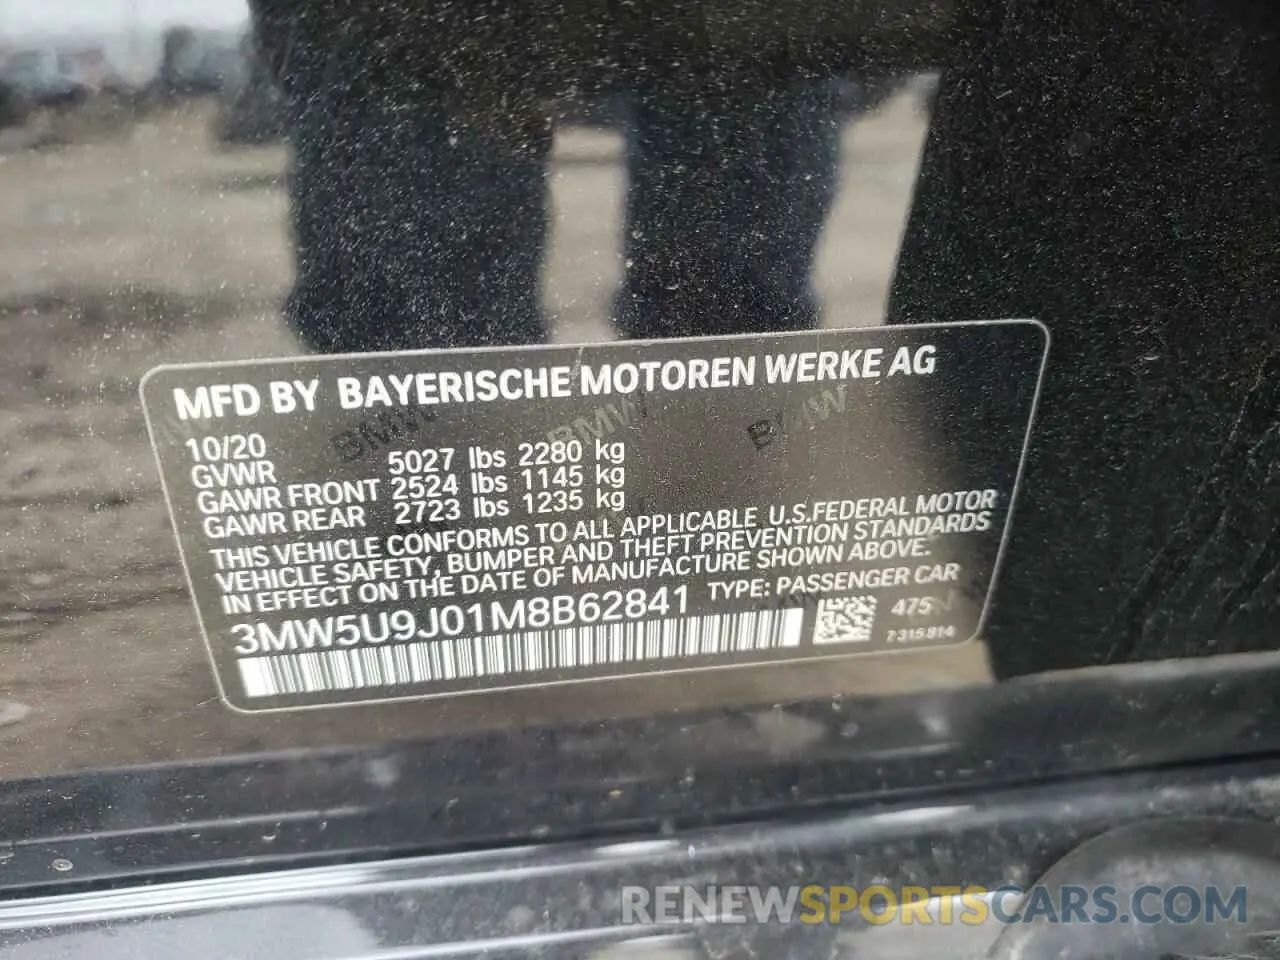 MFD BY BAYERISCHE MOTOREN WERKE AG
10/20
GVWR 5027 lbs 2280 kg
GAWR FRONT 2524 lbs 1145 kg
GAWR REAR 2723 lbs 1235 kg
THIS VEHICLE CONFORMS TO ALL APPLICABLE U.S.FEDERAL MOTOR
VEHICLE SAFETY, BUMPER AND THEFT PREVENTION STANDARDS
IN EFFECT ON THE DATE OF MANUFACTURE SHOWN ABOVE.
3MW5U9J01M8B62841 TYPE: PASSENGER CAR
475
7315814
BMW BMW BMW
RENEWSPORTSCARS.COM